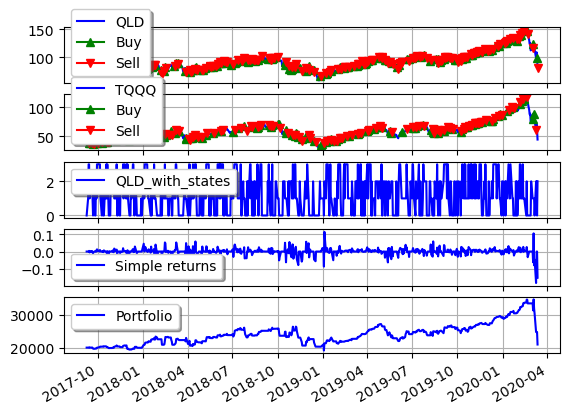 QLD
Buy
Sell
150
100
TQQQ
Buy
Sell
100
50
QLD_with_states
2
0
Simple returns
0.1
0.0
−0.1
Portfolio
30000
20000
2017-10
2018-01
2018-04
2018-07
2018-10
2019-01
2019-04
2019-07
2019-10
2020-01
2020-04